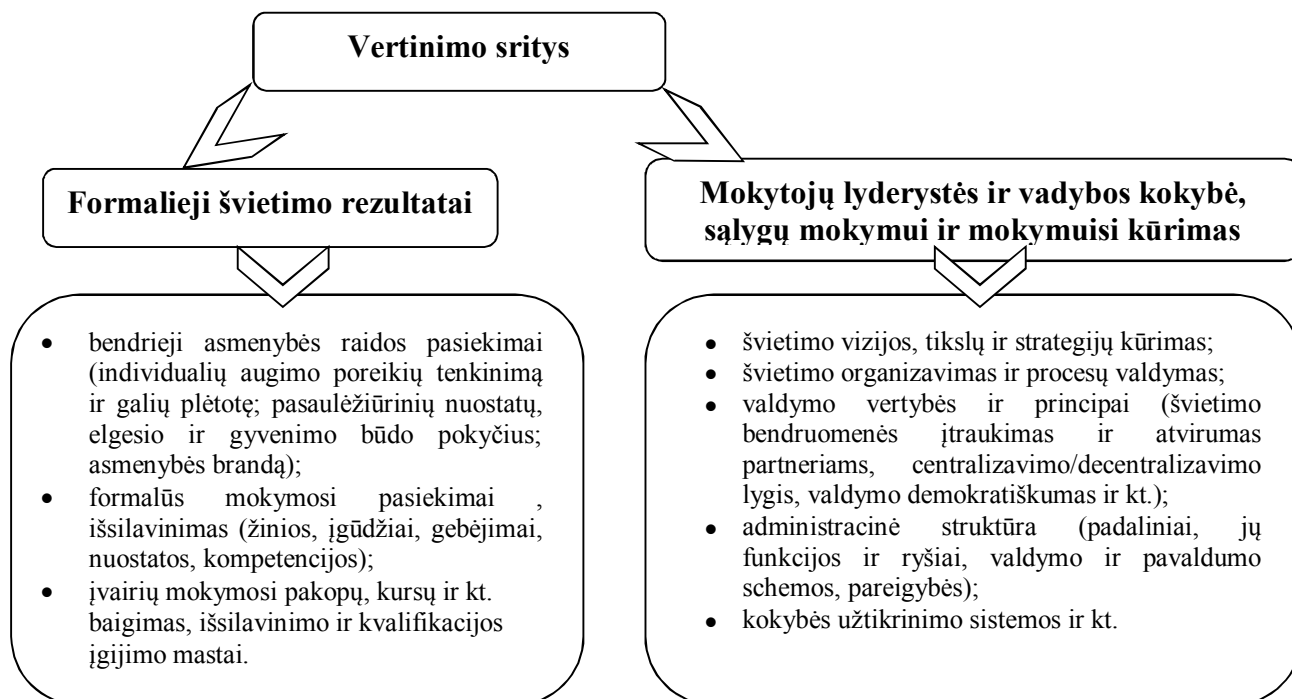 Vertinimo sritys
Formalieji švietimo rezultatai
Mokytojų lyderystės ir vadybos kokybė,
sąlygų mokymui ir mokymuisi kūrimas
• bendrieji asmenybės raidos pasiekimai
(individualių augimo poreikių tenkinimą
ir galių plėtotę; pasaulėžiūrinių nuostatų,
elgesio ir gyvenimo būdo pokyčius;
asmenybės brandą);
• formalūs mokymosi pasiekimai ,
išsilavinimas (žinios, įgūdžiai, gebėjimai,
nuostatos, kompetencijos);
• įvairių mokymosi pakopų, kursų ir kt.
baigimas, išsilavinimo ir kvalifikacijos
įgijimo mastai.
• švietimo vizijos, tikslų ir strategijų kūrimas;
• švietimo organizavimas ir procesų valdymas;
• valdymo vertybės ir principai (švietimo
bendruomenės įtraukimas ir atvirumas
partneriams, centralizavimo/decentralizavimo
lygis, valdymo demokratiškumas ir kt.);
• administracinė struktūra (padaliniai, jų
funkcijos ir ryšiai, valdymo ir pavaldumo
schemos, pareigybės);
• kokybės užtikrinimo sistemos ir kt.